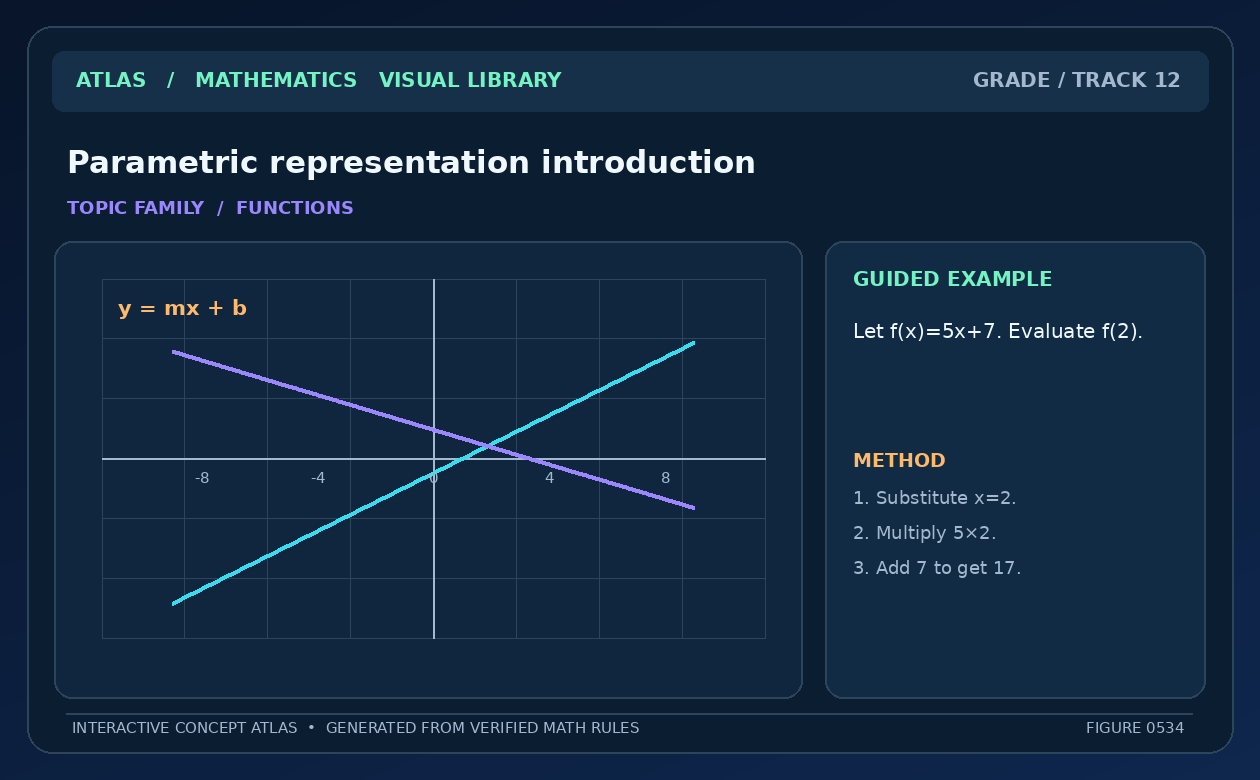 ATLAS / MATHEMATICS VISUAL LIBRARY
GRADE / TRACK 12
Parametric representation introduction
TOPIC FAMILY / FUNCTIONS
y = mx + b
-8 -4 0 4 8
GUIDED EXAMPLE
Let f(x)=5x+7. Evaluate f(2).
METHOD
1. Substitute x=2.
2. Multiply 5×2.
3. Add 7 to get 17.
INTERACTIVE CONCEPT ATLAS • GENERATED FROM VERIFIED MATH RULES
FIGURE 0534